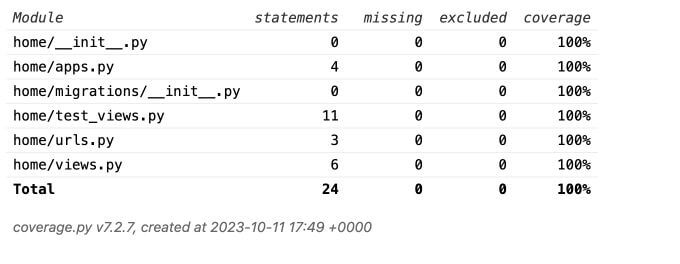 Module statements missing excluded coverage
home/__init__.py 0 0 0 100%
home/apps.py 4 0 0 100%
home/migrations/__init__.py 0 0 0 100%
home/test_views.py 11 0 0 100%
home/urls.py 3 0 0 100%
home/views.py 6 0 0 100%
Total 24 0 0 100%
coverage.py v7.2.7, created at 2023-10-11 17:49 +0000